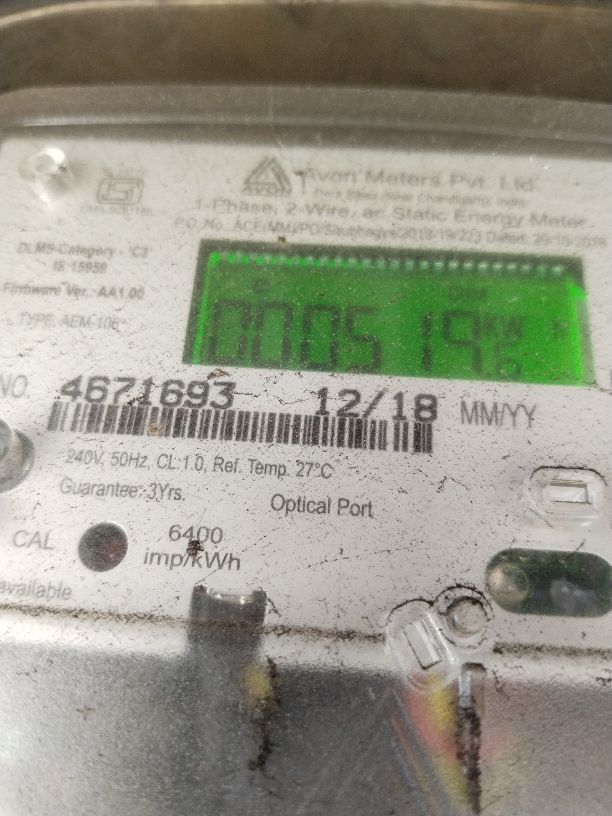 AVON
Avon Meters Pvt. Ltd.
1-Phase, 2-Wire, ac Static Energy Meter
DLMS Category - 'C2'
IS 15959
Firmware Ver.: AA1.00
TYPE AEM-106
000519 KW h
NO. 4671693 12/18 MM/YY
240V, 50Hz, CL:1.0, Ref. Temp. 27°C
Guarantee: 3Yrs. Optical Port
CAL 6400
imp/kWh
available